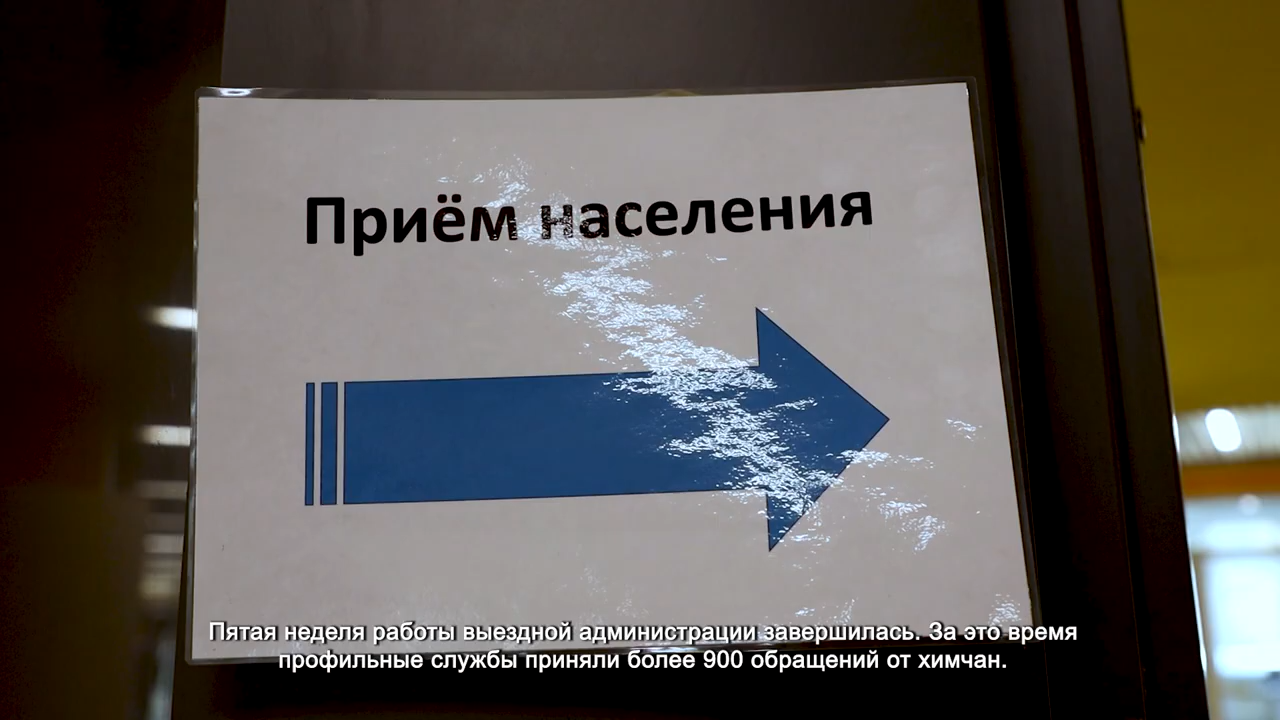 Приём населения
Пятая неделя работы выездной администрации завершилась. За это время
профильные службы приняли более 900 обращений от химчан.